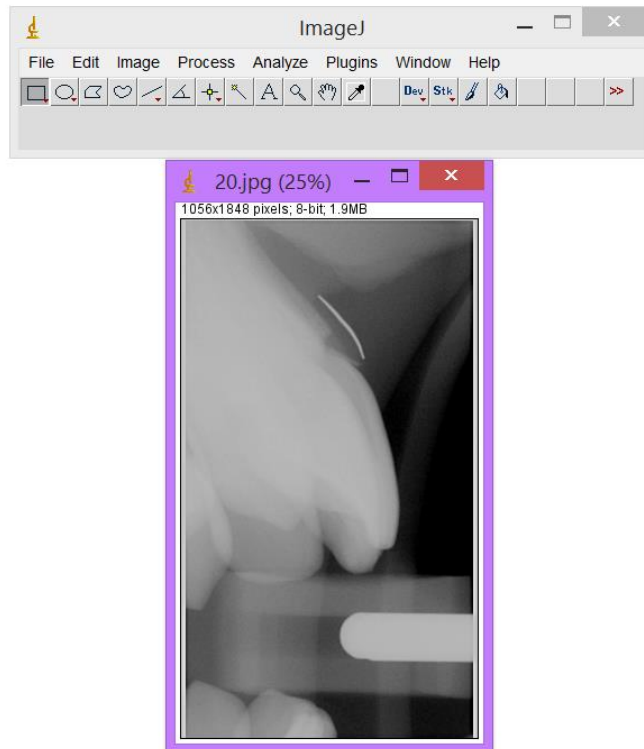 ImageJ
File Edit Image Process Analyze Plugins Window Help
A Dev Stk >>
20.jpg (25%)
1056x1848 pixels; 8-bit; 1.9MB